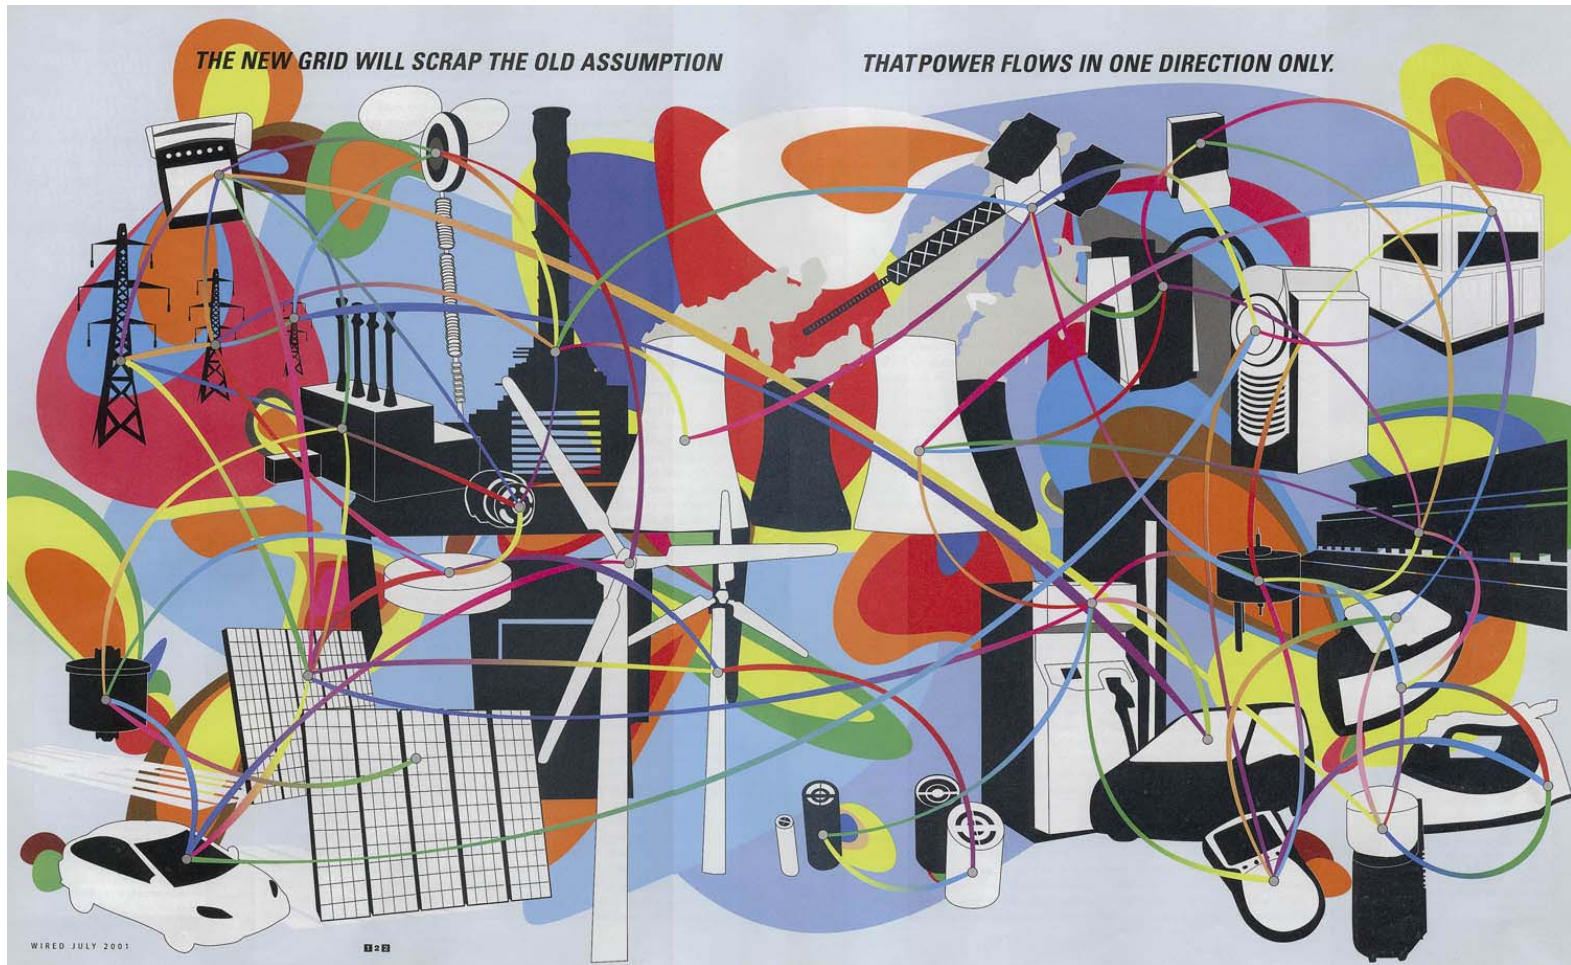 THE NEW GRID WILL SCRAP THE OLD ASSUMPTION
THAT POWER FLOWS IN ONE DIRECTION ONLY.
WIRED JULY 2001
122